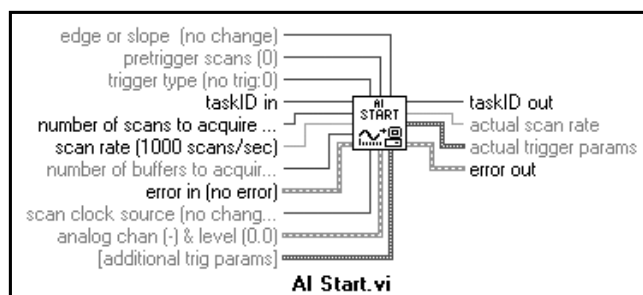 edge or slope (no change)
pretrigger scans (0)
trigger type (no trig:0)
taskID in
number of scans to acquire ...
scan rate (1000 scans/sec)
number of buffers to acquir...
error in (no error)
scan clock source (no chang...
analog chan (-) & level (0.0)
[additional trig params]
AI
START
taskID out
actual scan rate
actual trigger params
error out
AI Start.vi